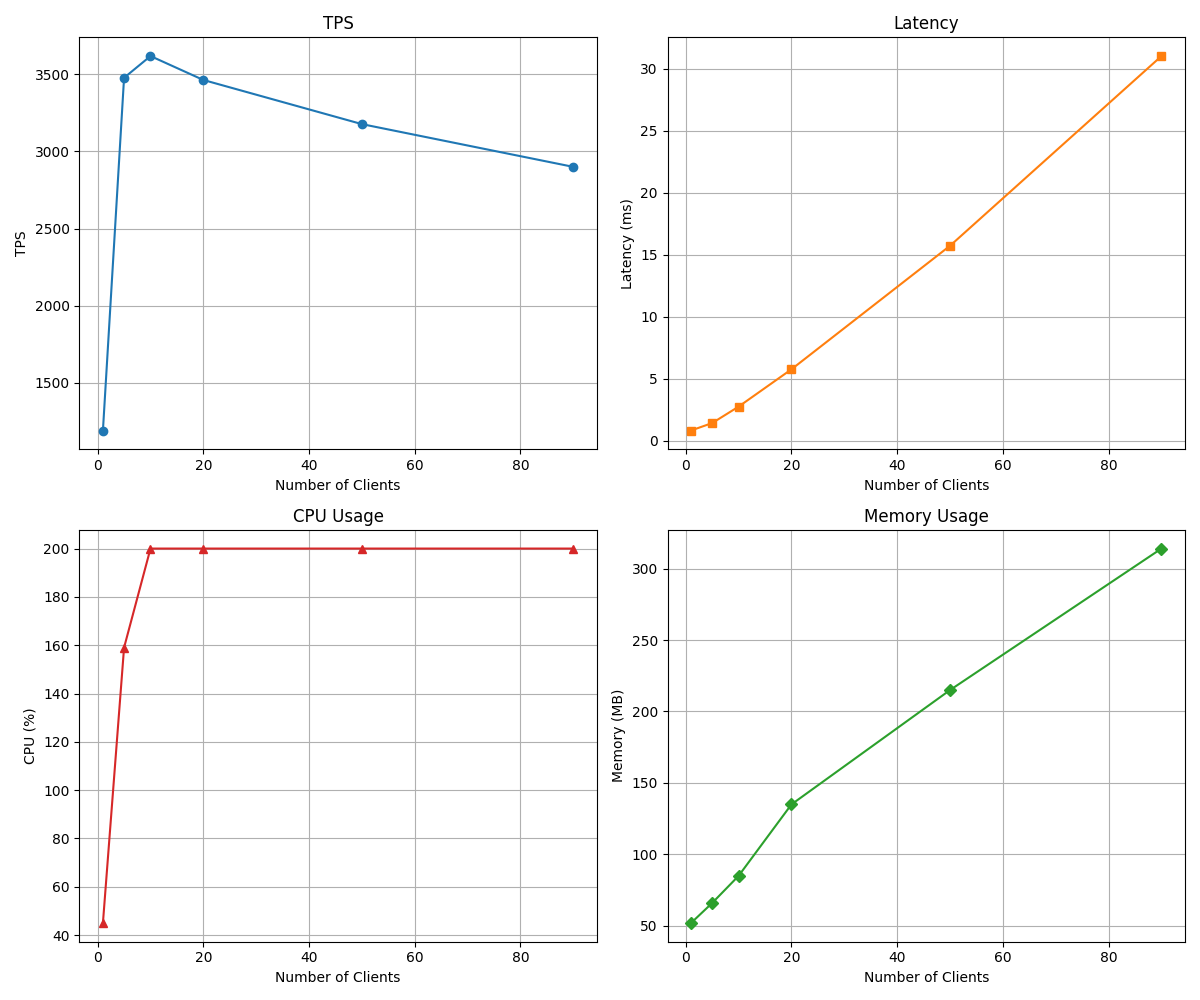 TPS
3500
3000
2500
2000
1500
TPS
0 20 40 60 80
Number of Clients
Latency
30
25
20
15
10
5
0
Latency (ms)
0 20 40 60 80
Number of Clients
CPU Usage
200
180
160
140
120
100
80
60
40
CPU (%)
0 20 40 60 80
Number of Clients
Memory Usage
300
250
200
150
100
50
Memory (MB)
0 20 40 60 80
Number of Clients